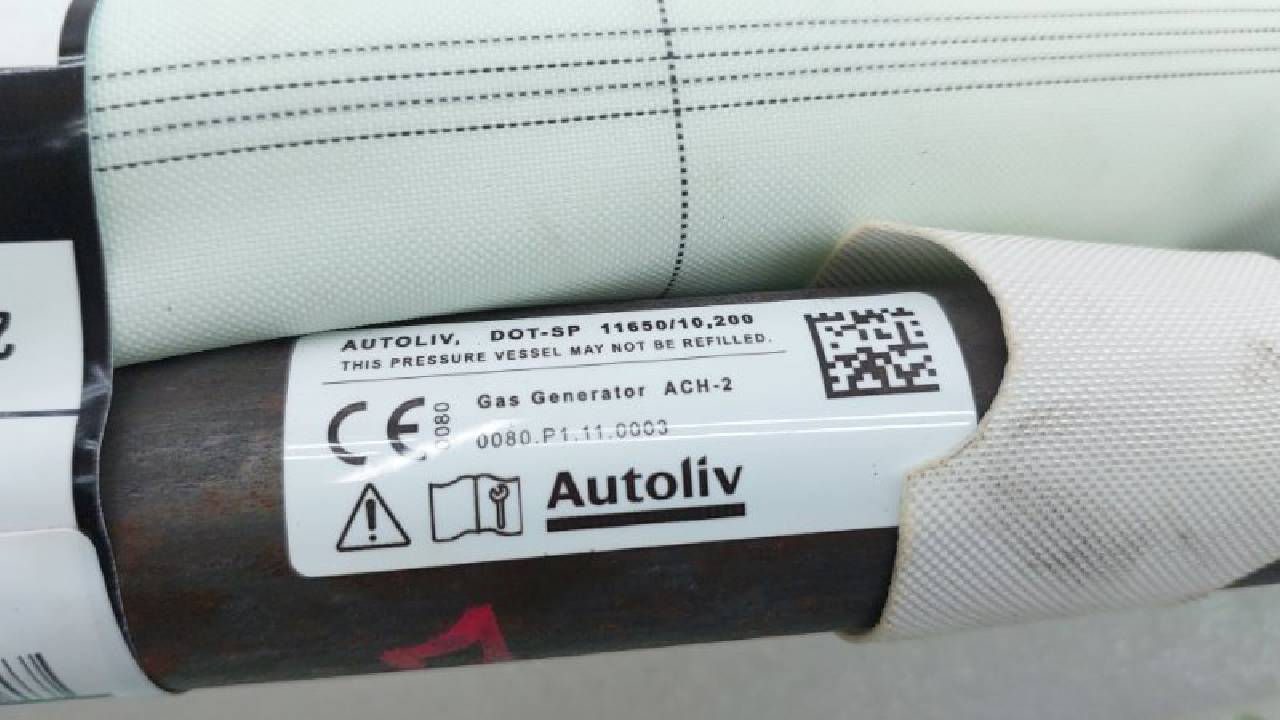 AUTOLIV, DOT-SP 11650/10,200
THIS PRESSURE VESSEL MAY NOT BE REFILLED.
CE 0080
Gas Generator ACH-2
0080.P1.11.0003
Autoliv